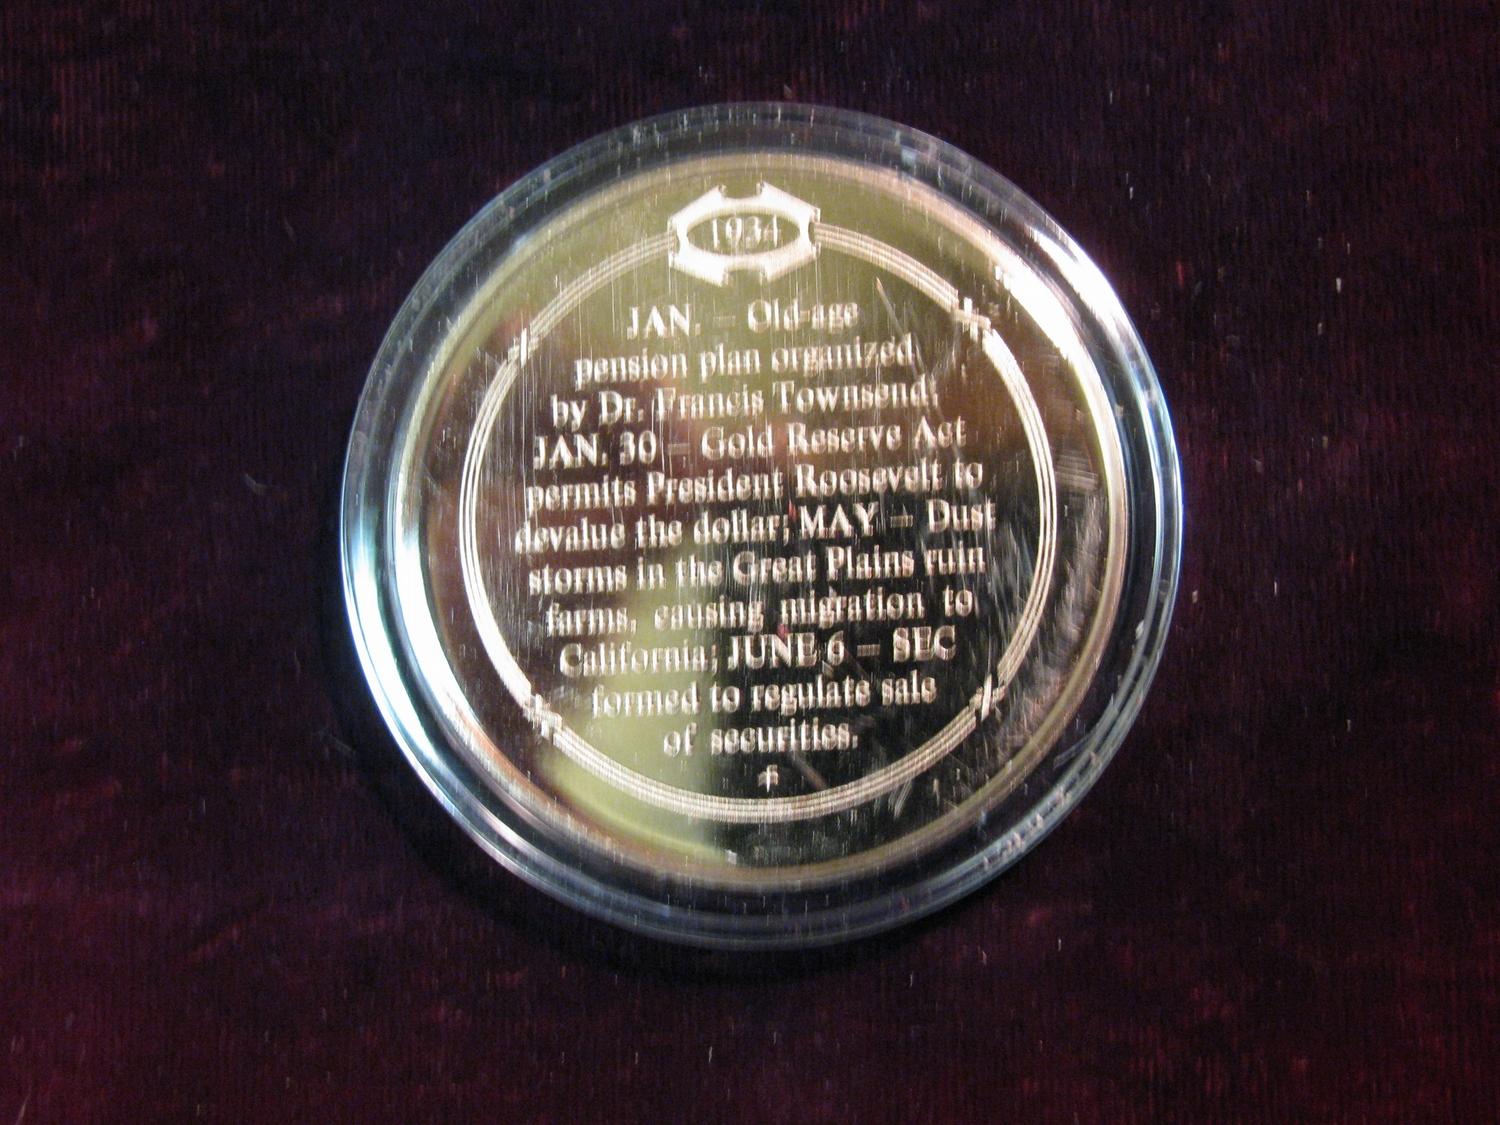 1934
JAN. – Old-age
pension plan organized
by Dr. Francis Townsend;
JAN. 30 – Gold Reserve Act
permits President Roosevelt to
devalue the dollar; MAY – Dust
storms in the Great Plains ruin
farms, causing migration to
California; JUNE 6 – SEC
formed to regulate sale
of securities.